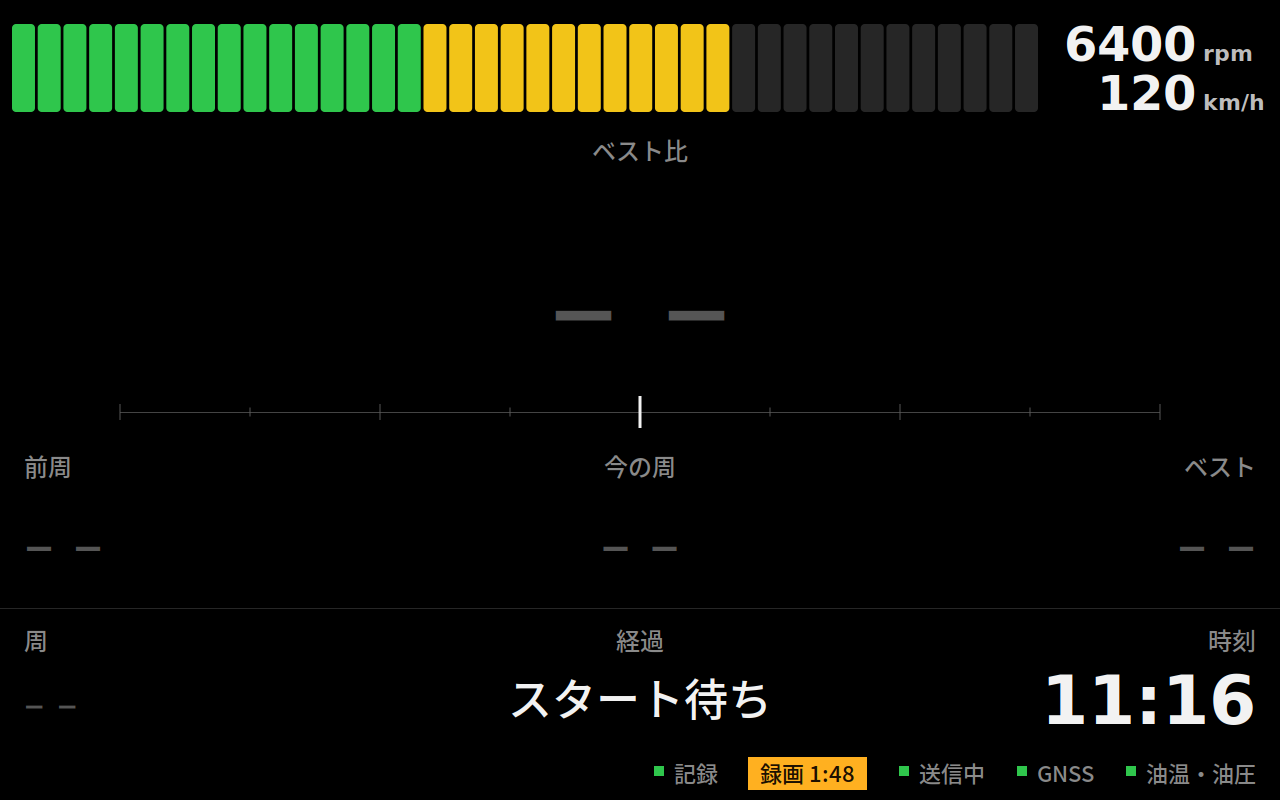 6400 rpm
120 km/h
ベスト比
— —
前周 今の周 ベスト
– – – – – –
周 経過 時刻
– – スタート待ち 11:16
記録 録画 1:48 送信中 GNSS 油温・油圧